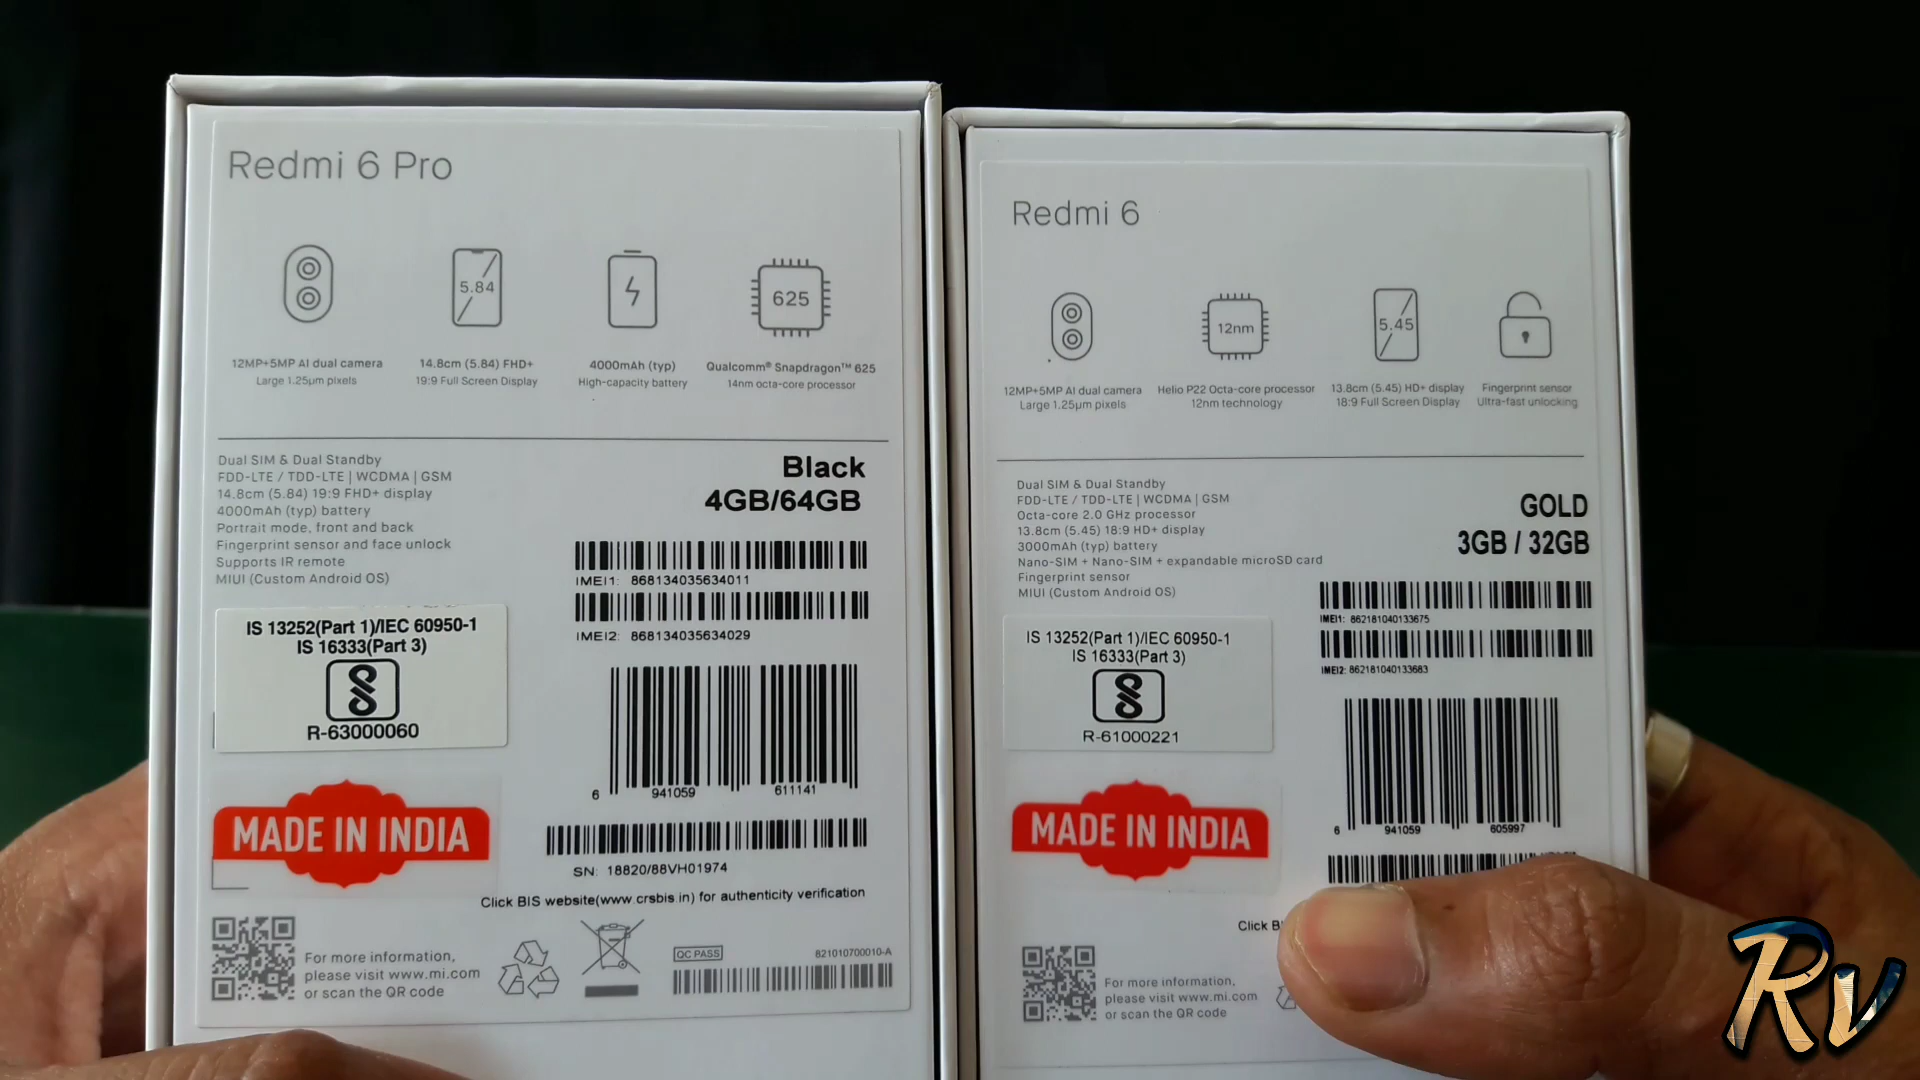 Redmi 6 Pro
5.84
625
12MP+5MP AI dual camera
Large 1.25μm pixels
14.8cm (5.84) FHD+
19:9 Full Screen Display
4000mAh (typ)
High-capacity battery
Qualcomm® Snapdragon™ 625
14nm octa-core processor
Dual SIM & Dual Standby
FDD-LTE / TDD-LTE | WCDMA | GSM
14.8cm (5.84) 19:9 FHD+ display
4000mAh (typ) battery
Portrait mode, front and back
Fingerprint sensor and face unlock
Supports IR remote
MIUI (Custom Android OS)
Black
4GB/64GB
IMEI1: 868134035634011
IMEI2: 868134035634029
IS 13252(Part 1)/IEC 60950-1
IS 16333(Part 3)
R-63000060
6 941059 611141
MADE IN INDIA
SN: 18820/88VH01974
Click BIS website(www.crsbis.in) for authenticity verification
For more information,
please visit www.mi.com
or scan the QR code
QC PASS
821010700010-A
Redmi 6
12nm
5.45
12MP+5MP AI dual camera
Large 1.25μm pixels
Helio P22 Octa-core processor
12nm technology
13.8cm (5.45) HD+ display
18:9 Full Screen Display
Fingerprint sensor
Ultra-fast unlocking
Dual SIM & Dual Standby
FDD-LTE / TDD-LTE | WCDMA | GSM
Octa-core 2.0 GHz processor
13.8cm (5.45) 18:9 HD+ display
3000mAh (typ) battery
Nano-SIM + Nano-SIM + expandable microSD card
Fingerprint sensor
MIUI (Custom Android OS)
GOLD
3GB / 32GB
IMEI1: 862181040133675
IMEI2: 862181040133683
IS 13252(Part 1)/IEC 60950-1
IS 16333(Part 3)
R-61000221
6 941059 605997
MADE IN INDIA
Click
For more information,
please visit www.mi.com
or scan the QR code
Rv